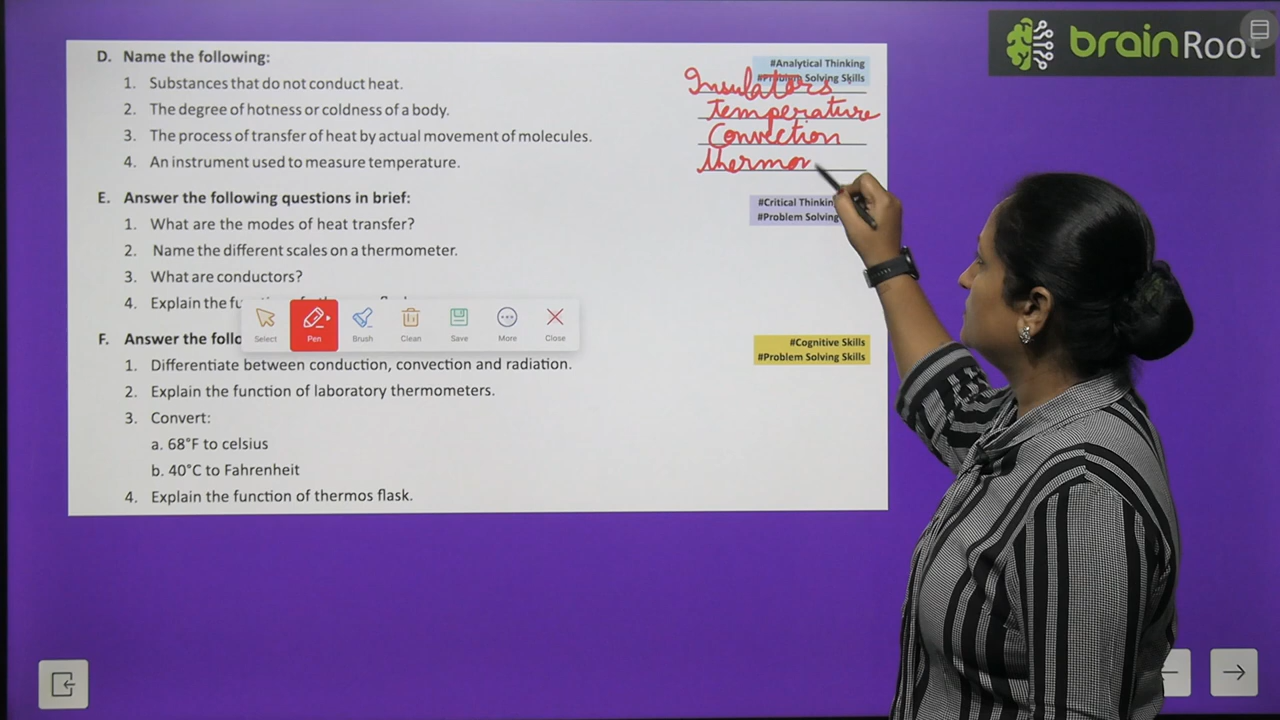 brainRoot
D. Name the following:
#Analytical Thinking
#Problem Solving Skills
1. Substances that do not conduct heat.
Insulators
2. The degree of hotness or coldness of a body.
Temperature
3. The process of transfer of heat by actual movement of molecules.
Convection
4. An instrument used to measure temperature.
thermo
E. Answer the following questions in brief:
#Critical Thinkin
#Problem Solving
1. What are the modes of heat transfer?
2. Name the different scales on a thermometer.
3. What are conductors?
4. Explain the fu
Select Pen Brush Clean Save More Close
F. Answer the follo
#Cognitive Skills
#Problem Solving Skills
1. Differentiate between conduction, convection and radiation.
2. Explain the function of laboratory thermometers.
3. Convert:
a. 68°F to celsius
b. 40°C to Fahrenheit
4. Explain the function of thermos flask.